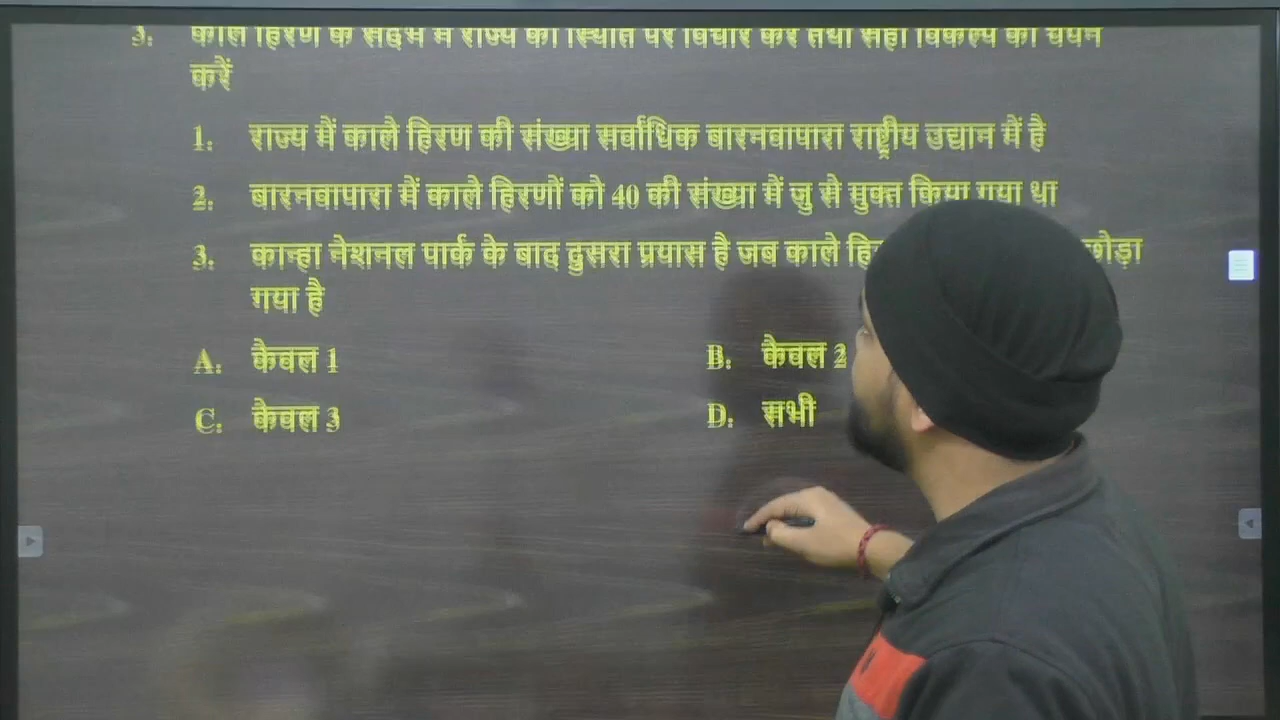 3. काले हिरण के संदर्भ में राज्य की स्थिति पर विचार करें तथा सही विकल्प का चयन
करें
1. राज्य में काले हिरण की संख्या सर्वाधिक बारनवापारा राष्ट्रीय उद्यान में है
2. बारनवापारा में काले हिरणों को 40 की संख्या में जु से मुक्त किया गया था
3. कान्हा नेशनल पार्क के बाद दुसरा प्रयास है जब काले छोड़ा
गया है
A. कैवल 1 B. कैवल 2
C. कैवल 3 D. सभी